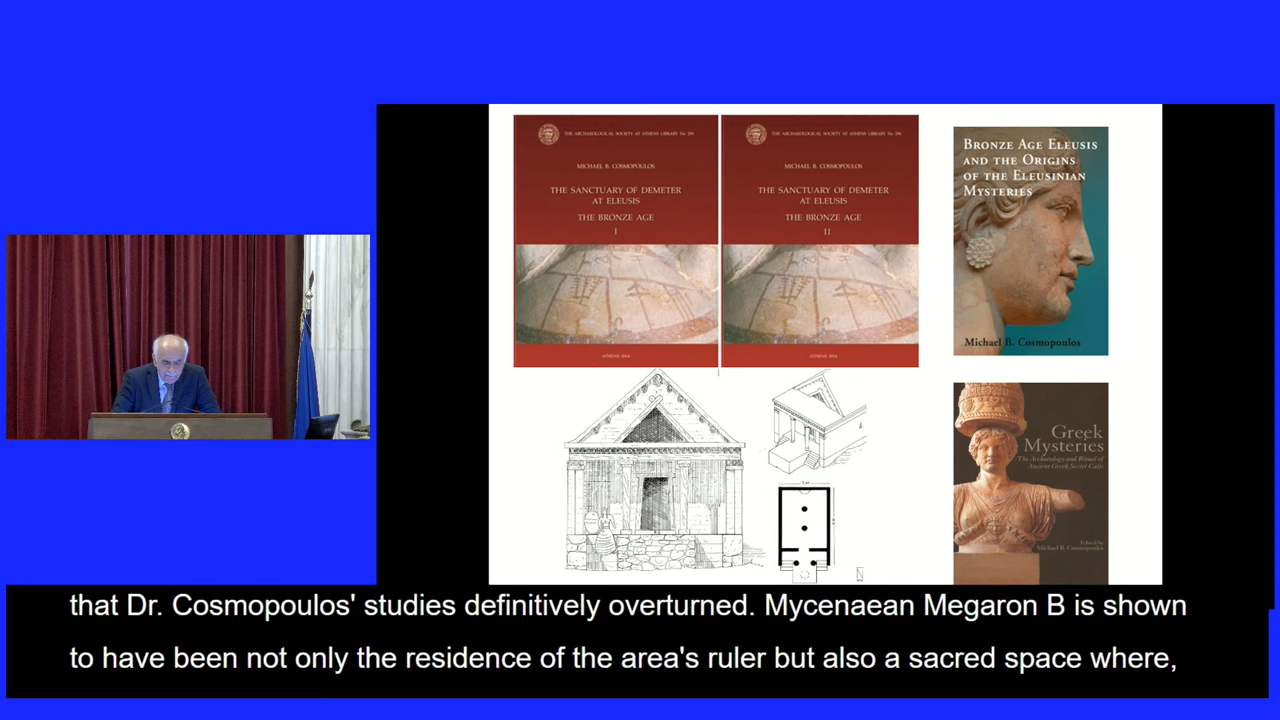 THE ARCHAEOLOGICAL SOCIETY AT ATHENS LIBRARY No 295
MICHAEL B. COSMOPOULOS
THE SANCTUARY OF DEMETER
AT ELEUSIS
THE BRONZE AGE
I
ATHENS 2014
THE ARCHAEOLOGICAL SOCIETY AT ATHENS LIBRARY No 296
MICHAEL B. COSMOPOULOS
THE SANCTUARY OF DEMETER
AT ELEUSIS
THE BRONZE AGE
II
ATHENS 2014
BRONZE AGE ELEUSIS
AND THE ORIGINS
OF THE ELEUSINIAN
MYSTERIES
Michael B. Cosmopoulos
Greek
Mysteries
The Archaeology and Ritual of
Ancient Greek Secret Cults
Edited by
Michael B. Cosmopoulos
that Dr. Cosmopoulos' studies definitively overturned. Mycenaean Megaron B is shown
to have been not only the residence of the area's ruler but also a sacred space where,